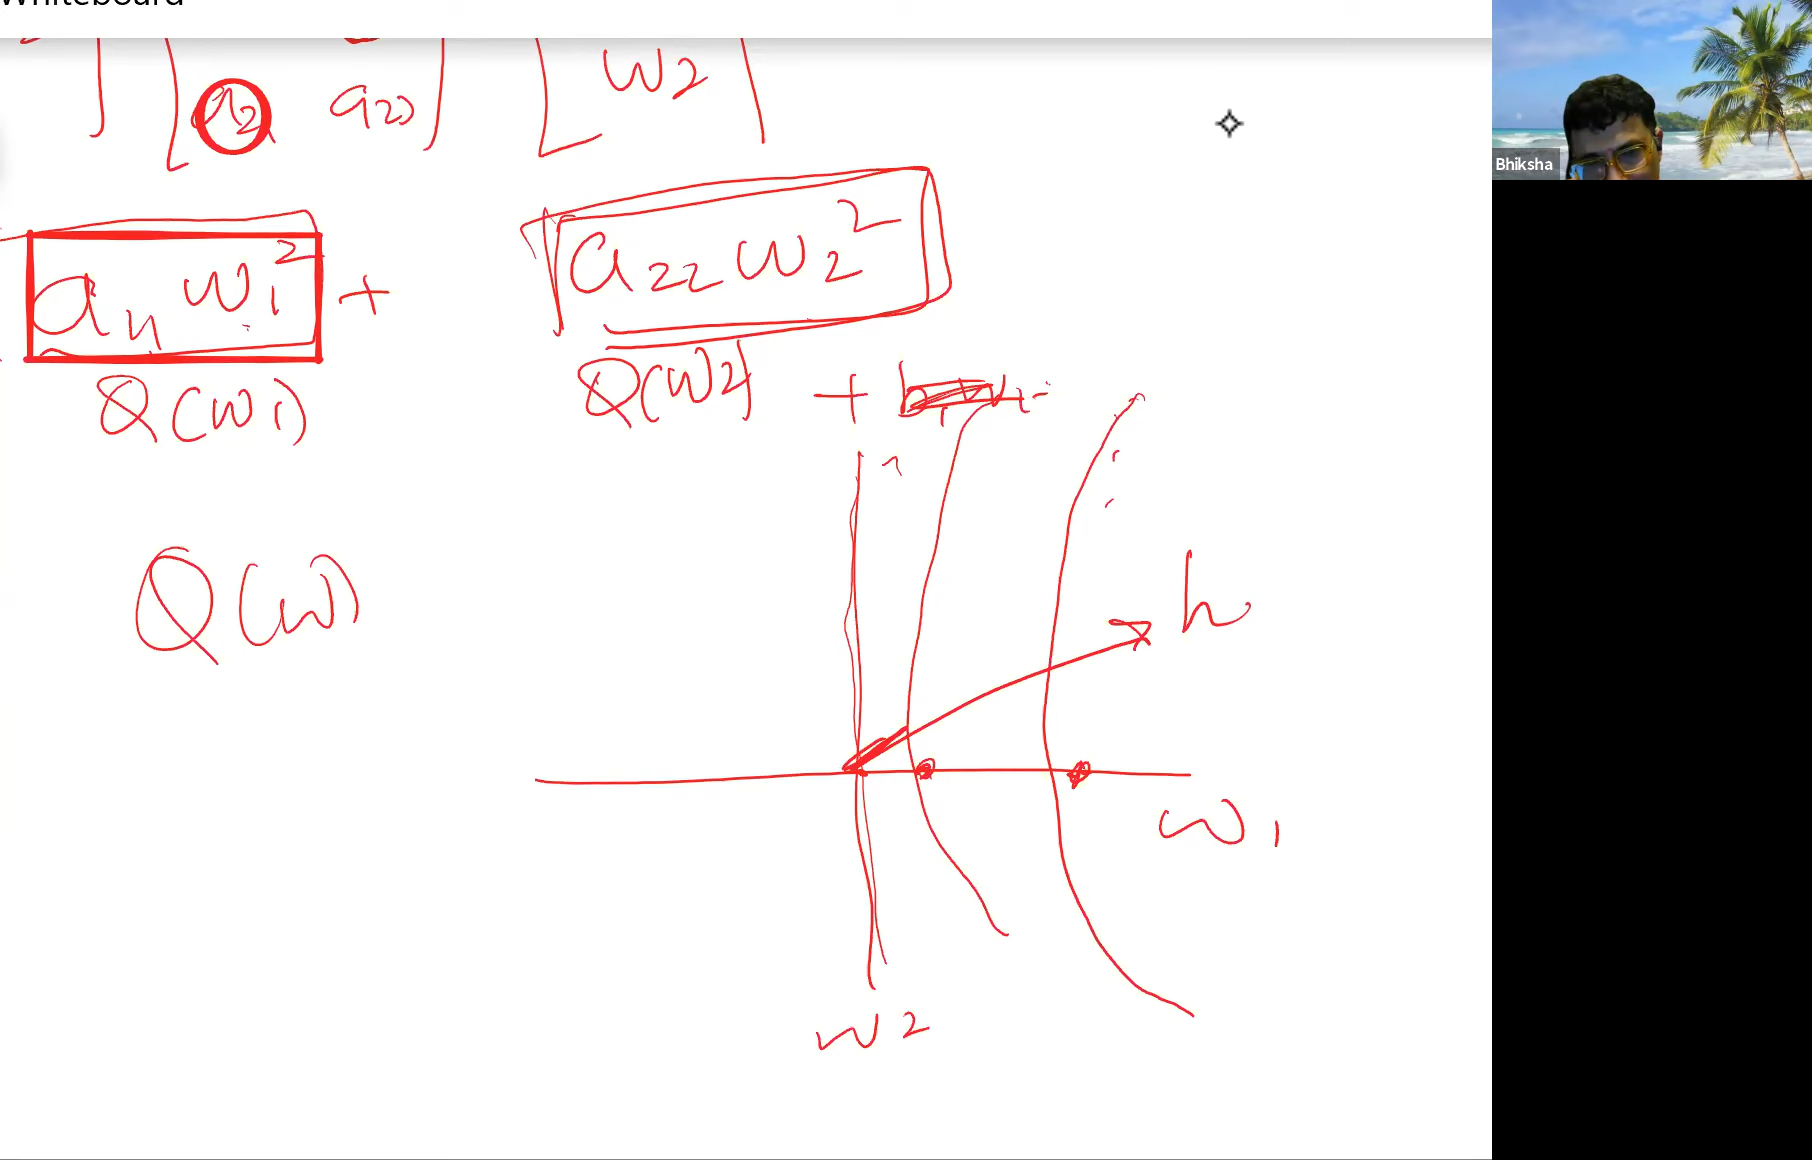 Whiteboard
a22 w2
Bhiksha
a11 w1² + a22 w2²
Q(w1) Q(w2) +
Q(w)
h
w1
w2